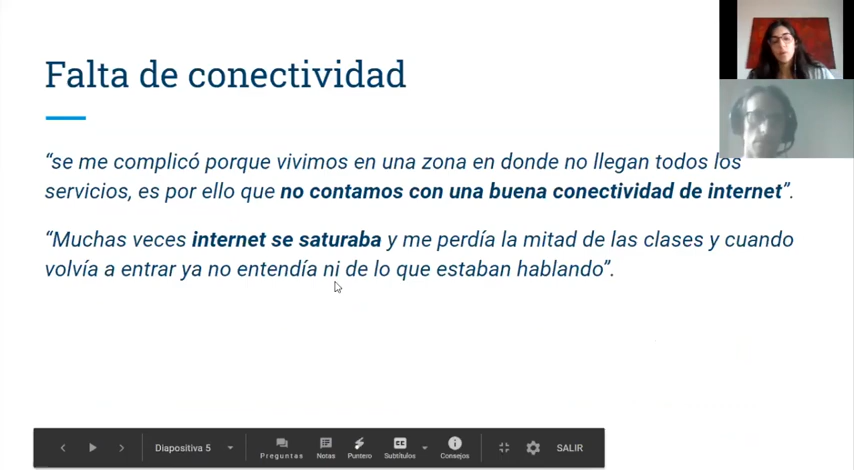 Falta de conectividad
“se me complicó porque vivimos en una zona en donde no llegan todos los
servicios, es por ello que no contamos con una buena conectividad de internet”.
“Muchas veces internet se saturaba y me perdía la mitad de las clases y cuando
volvía a entrar ya no entendía ni de lo que estaban hablando”.
Diapositiva 5
Preguntas
Notas
Puntero
Subtítulos
Consejos
SALIR